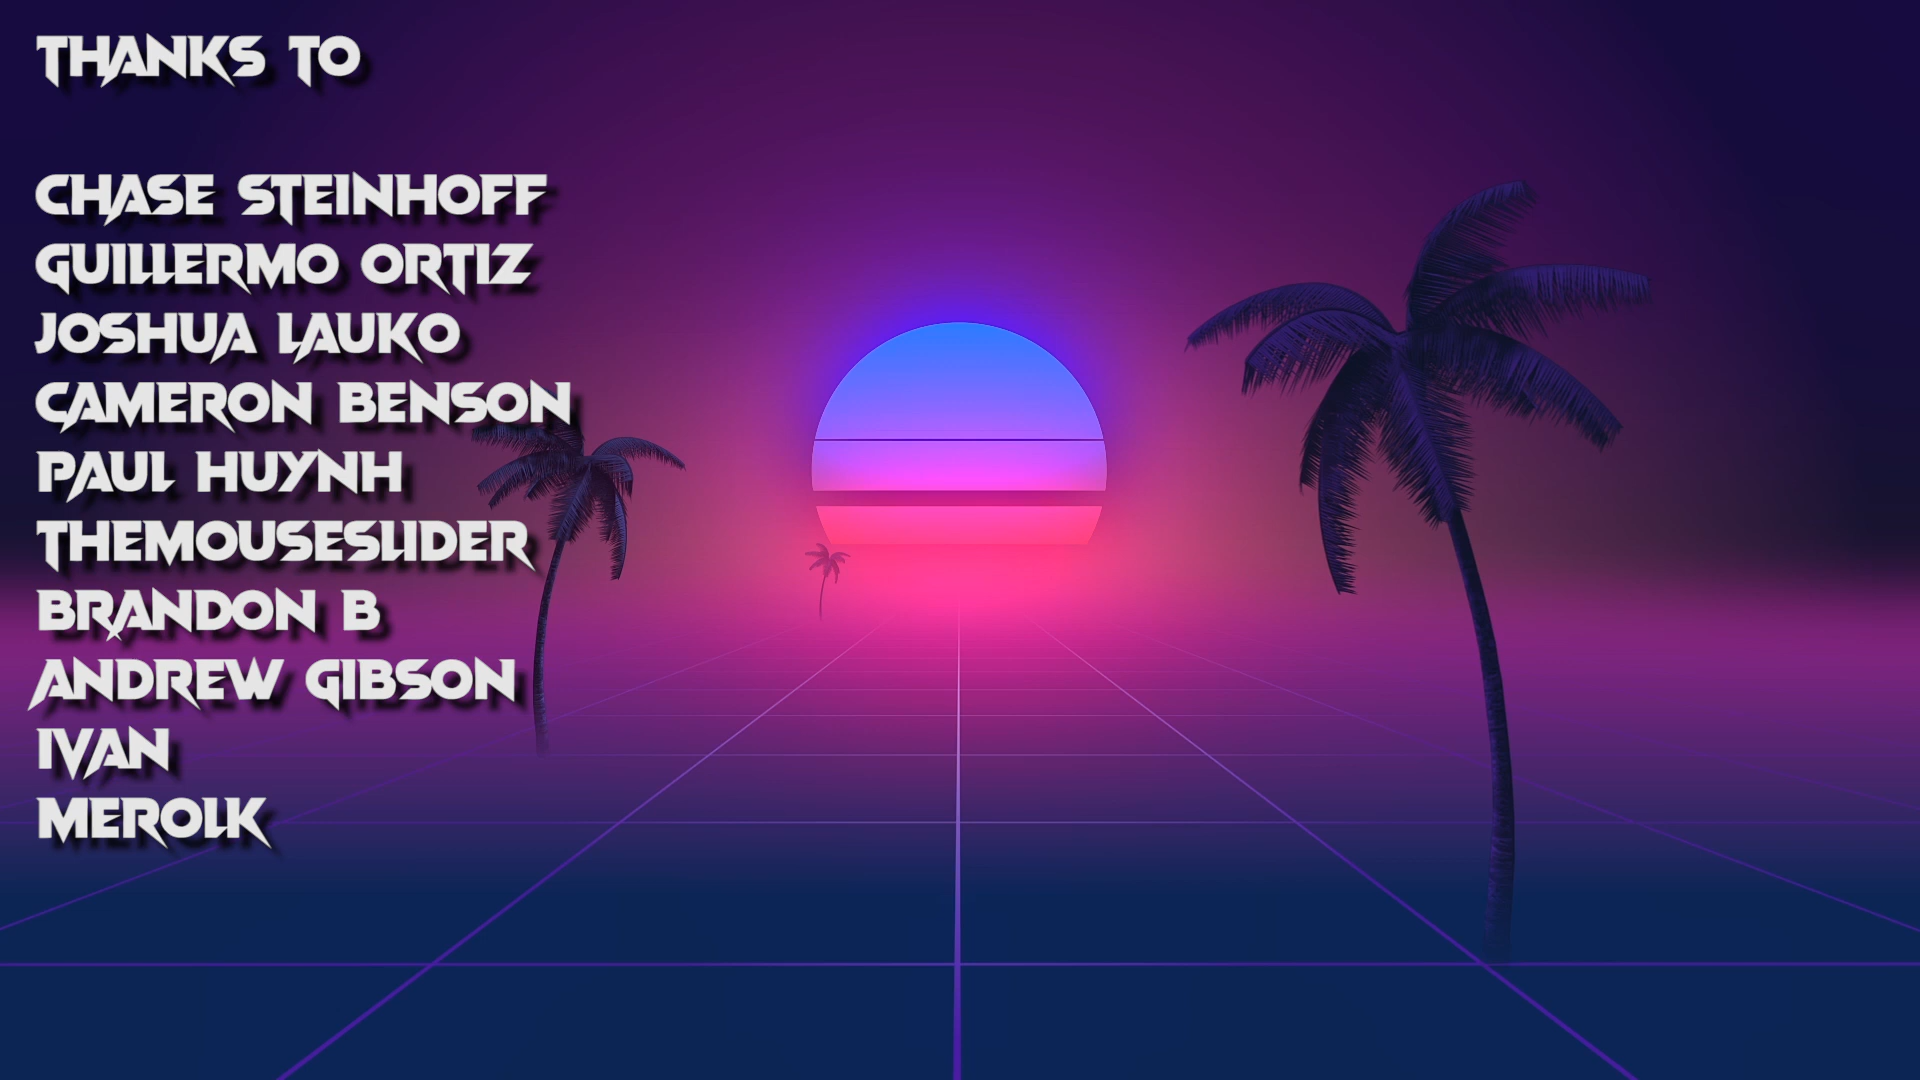 THANKS TO
CHASE STEINHOFF
GUILLERMO ORTIZ
JOSHUA LAUKO
CAMERON BENSON
PAUL HUYNH
THEMOUSESLIDER
BRANDON B
ANDREW GIBSON
IVAN
MEROLK